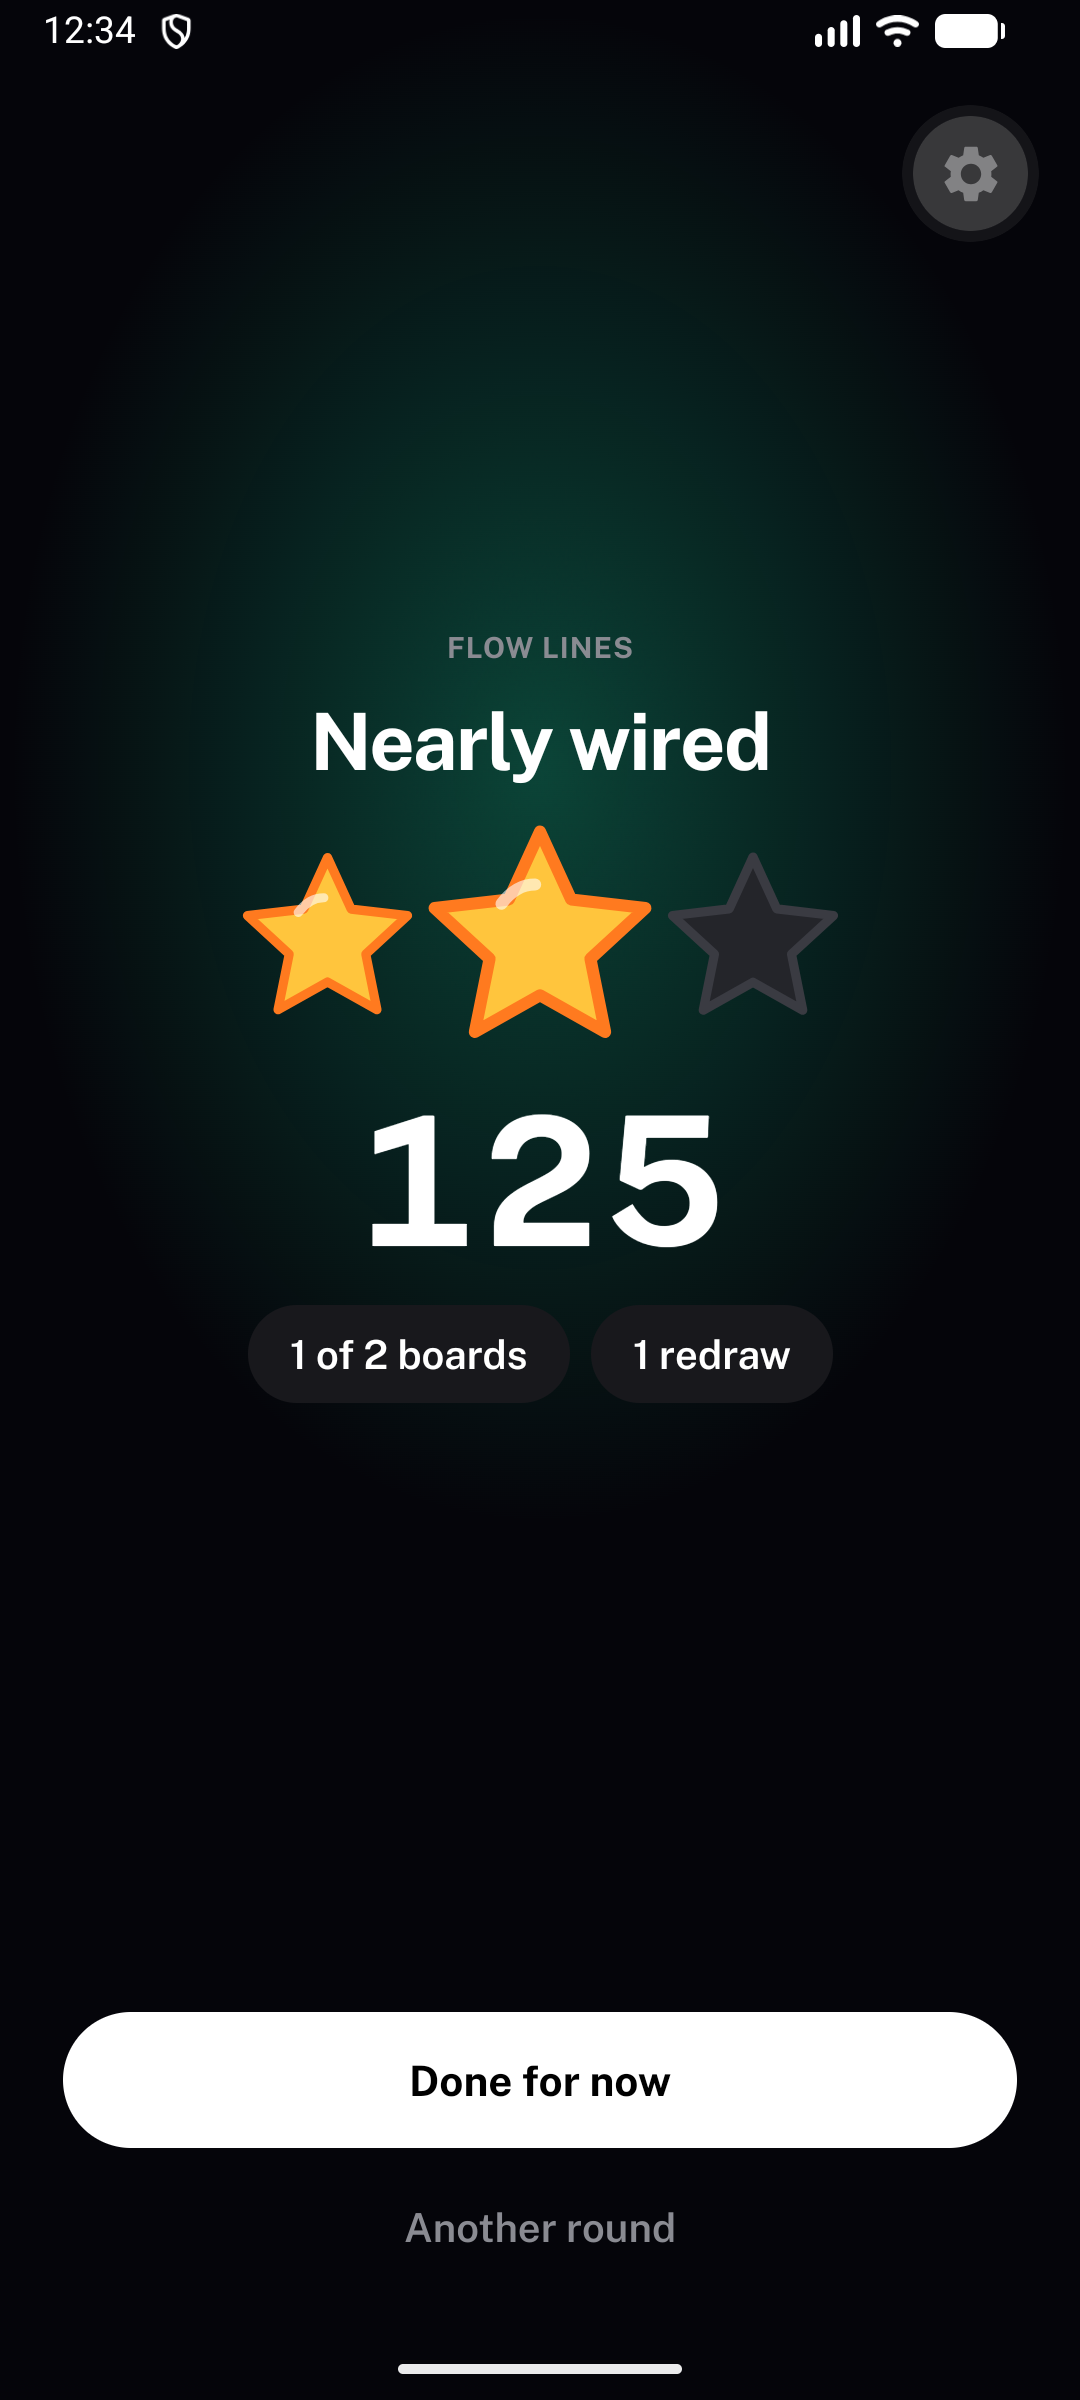 12:34
FLOW LINES
Nearly wired
125
1 of 2 boards
1 redraw
Done for now
Another round